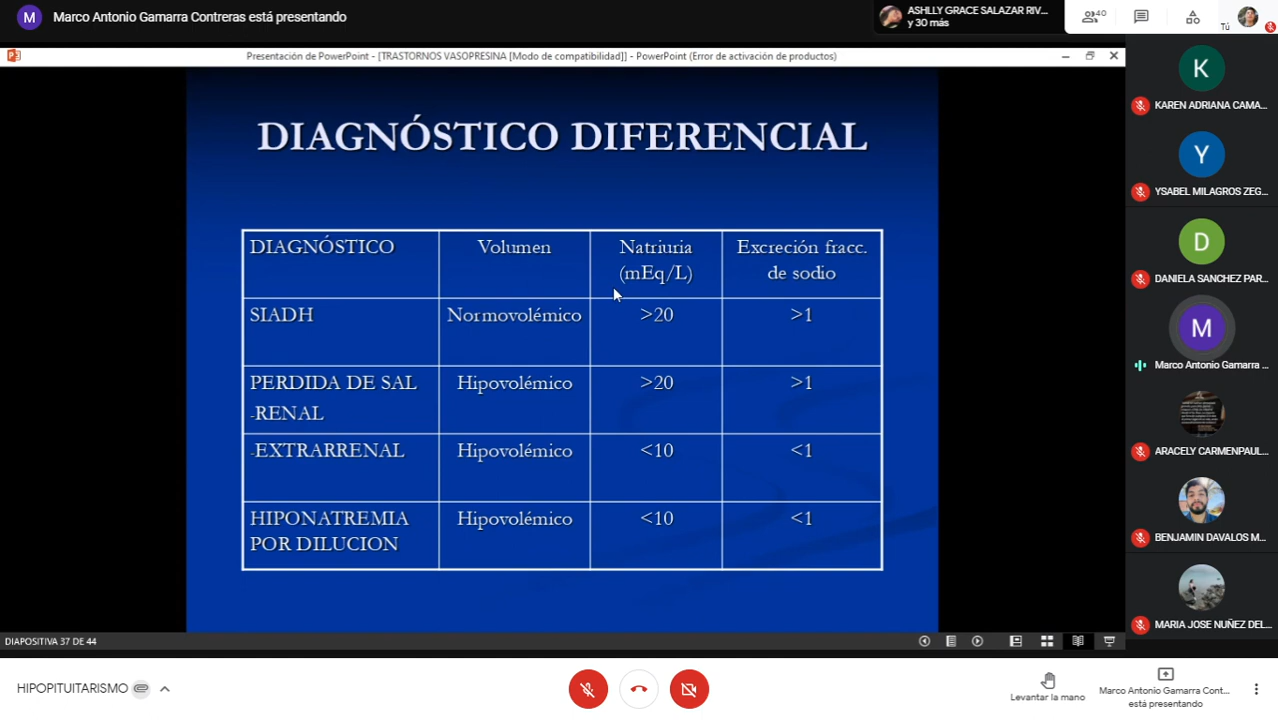 M
Marco Antonio Gamarra Contreras está presentando
ASHLLY GRACE SALAZAR RIV...
y 30 más
40
Tú
Presentación de PowerPoint - [TRASTORNOS VASOPRESINA [Modo de compatibilidad]] - PowerPoint (Error de activación de productos)
DIAGNÓSTICO DIFERENCIAL
DIAGNÓSTICO Volumen Natriuria (mEq/L) Excreción fracc. de sodio
SIADH Normovolémico >20 >1
PERDIDA DE SAL -RENAL Hipovolémico >20 >1
-EXTRARRENAL Hipovolémico <10 <1
HIPONATREMIA POR DILUCION Hipovolémico <10 <1
DIAPOSITIVA 37 DE 44
K
KAREN ADRIANA CAMA...
Y
YSABEL MILAGROS ZEG...
D
DANIELA SANCHEZ PAR...
M
Marco Antonio Gamarra ...
ARACELY CARMENPAUL...
BENJAMIN DAVALOS M...
MARIA JOSE NUÑEZ DEL...
HIPOPITUITARISMO
Levantar la mano
Marco Antonio Gamarra Cont...
está presentando